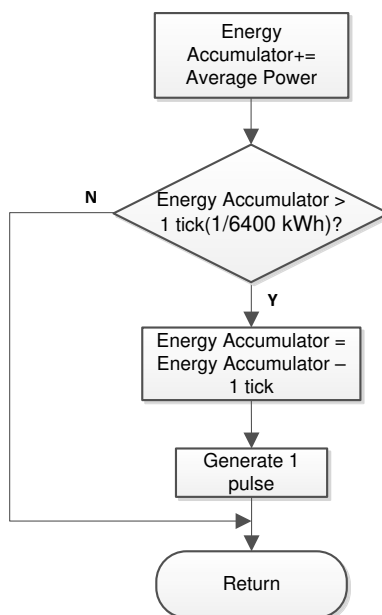 Energy
Accumulator+=
Average Power
N
Energy Accumulator >
1 tick(1/6400 kWh)?
Y
Energy Accumulator =
Energy Accumulator –
1 tick
Generate 1
pulse
Return